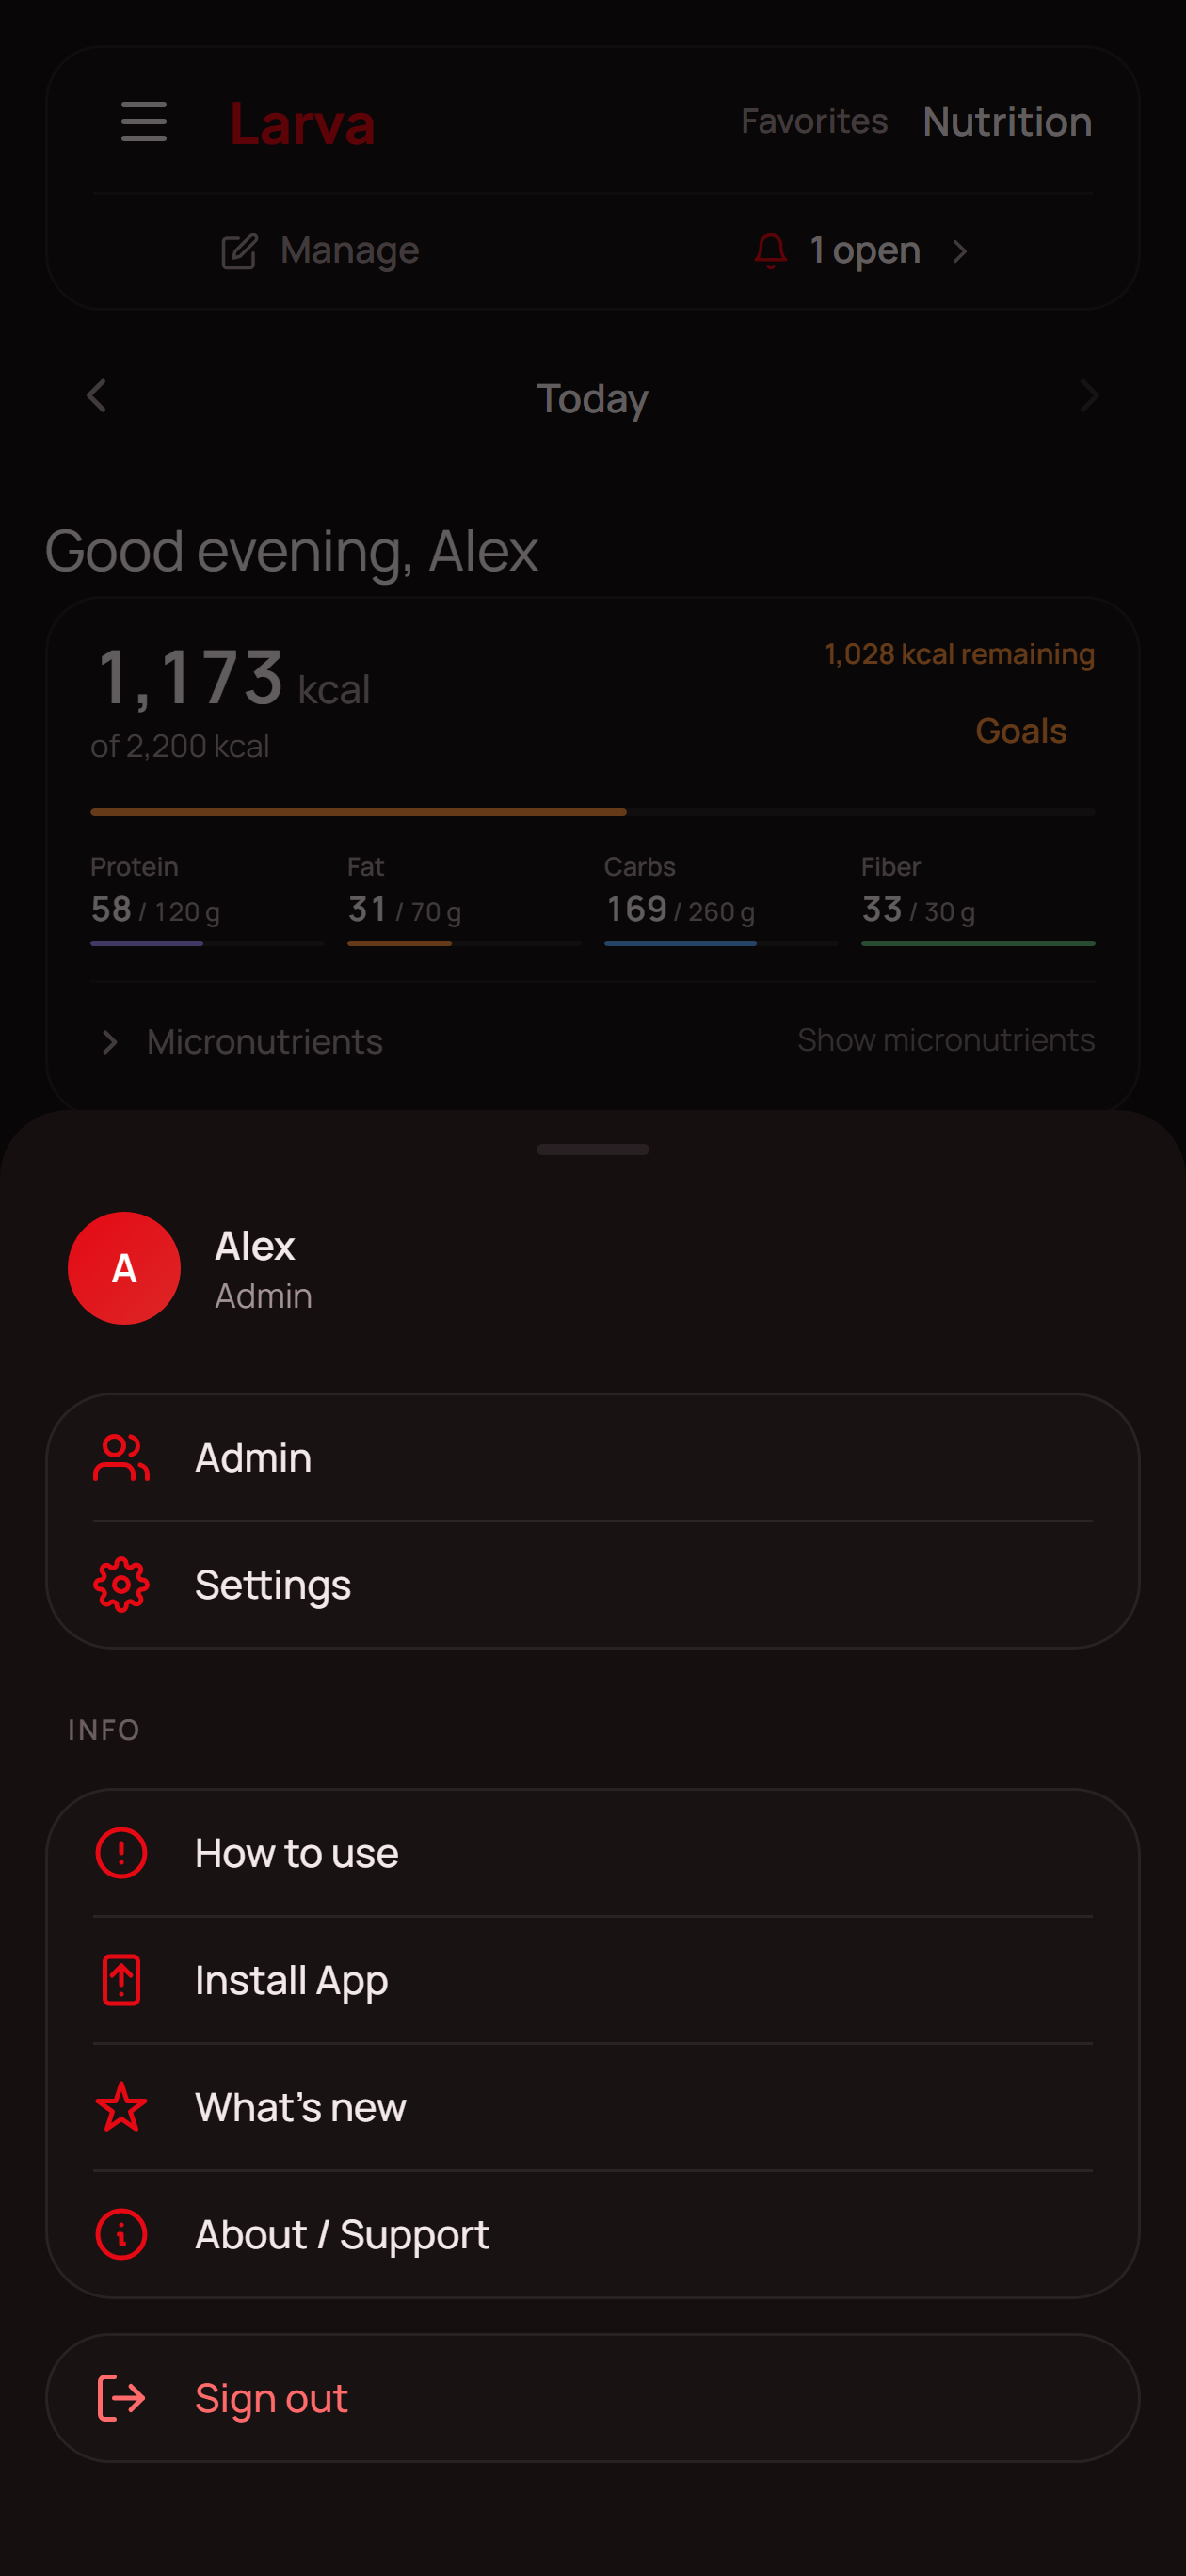 Larva
Favorites Nutrition
Manage 1 open
Today
Good evening, Alex
1,173 kcal 1,028 kcal remaining
of 2,200 kcal Goals
Protein Fat Carbs Fiber
58 / 120 g 31 / 70 g 169 / 260 g 33 / 30 g
Micronutrients Show micronutrients
A
Alex
Admin
Admin
Settings
INFO
How to use
Install App
What's new
About / Support
Sign out